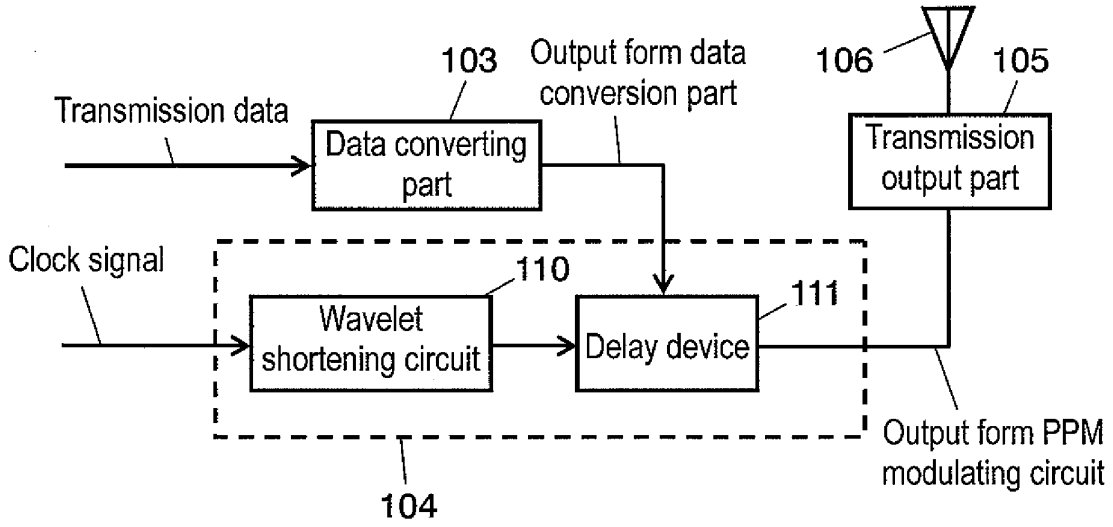 103
Output form data
conversion part
106
105
Transmission data
Data converting
part
Transmission
output part
Clock signal
110
111
Wavelet
shortening circuit
Delay device
104
Output form PPM
modulating circuit